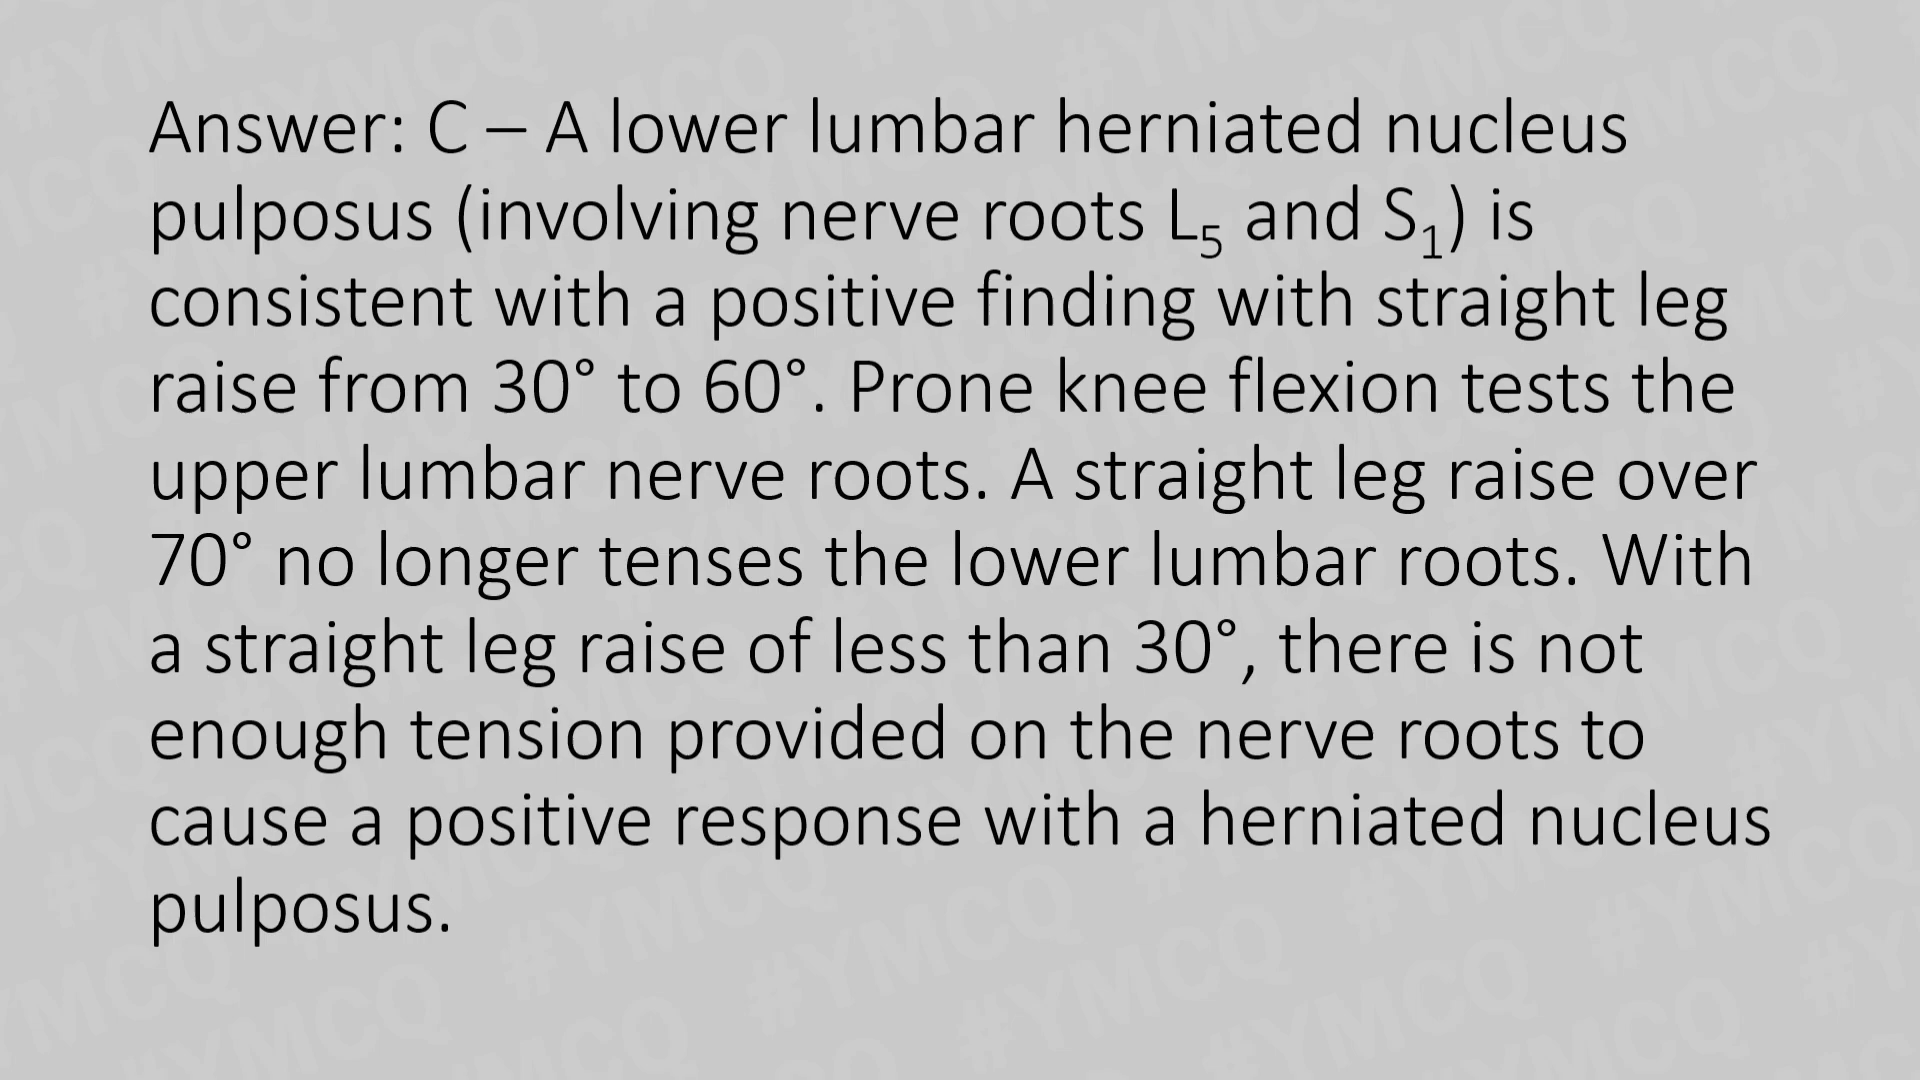 Answer: C – A lower lumbar herniated nucleus
pulposus (involving nerve roots L₅ and S₁) is
consistent with a positive finding with straight leg
raise from 30° to 60°. Prone knee flexion tests the
upper lumbar nerve roots. A straight leg raise over
70° no longer tenses the lower lumbar roots. With
a straight leg raise of less than 30°, there is not
enough tension provided on the nerve roots to
cause a positive response with a herniated nucleus
pulposus.
#YMCQ